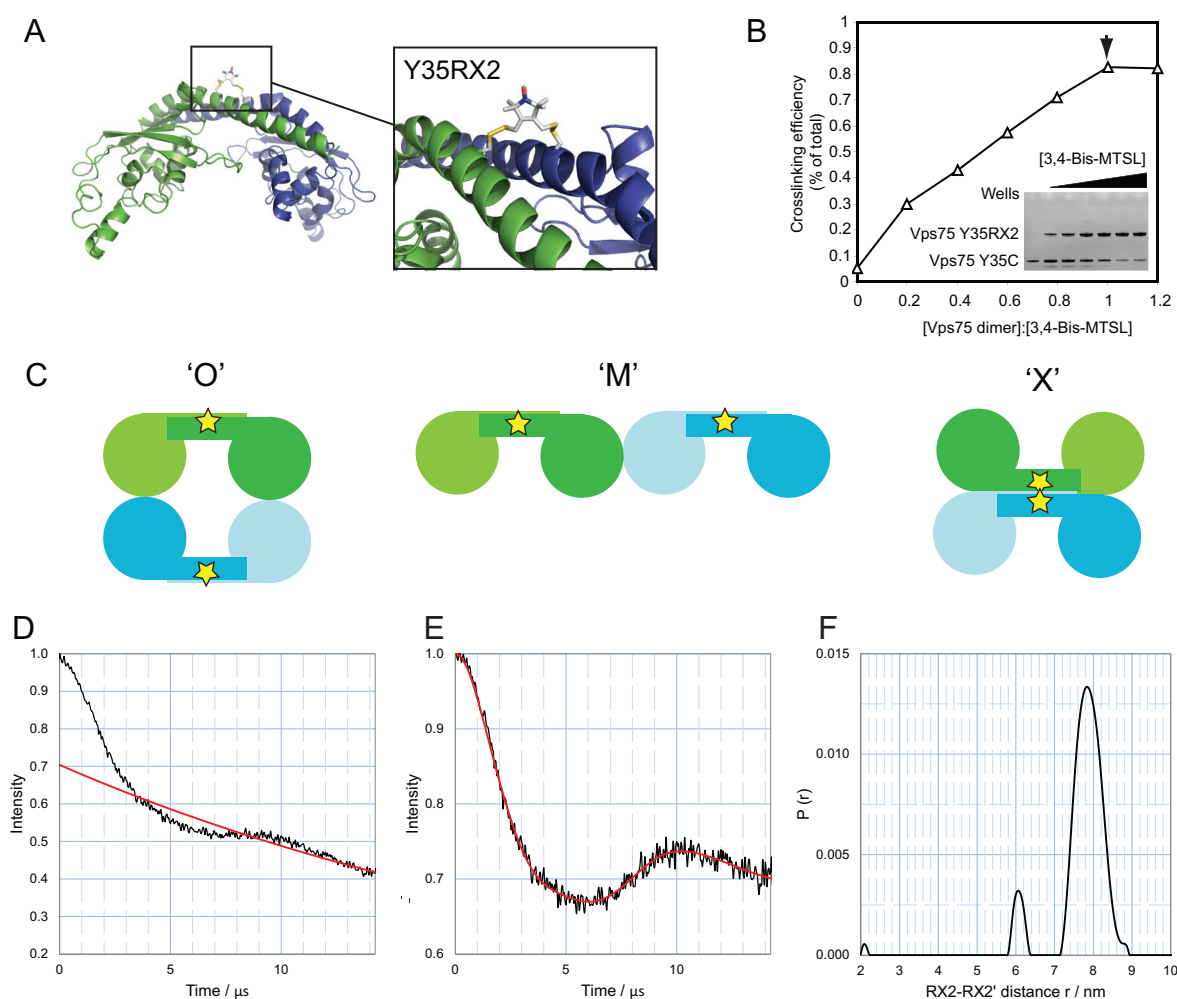 A
Y35RX2
B
Crosslinking efficiency
(% of total)
1
0.9
0.8
0.7
0.6
0.5
0.4
0.3
0.2
0.1
0
[3,4-Bis-MTSL]
Wells
Vps75 Y35RX2
Vps75 Y35C
0 0.2 0.4 0.6 0.8 1 1.2
[Vps75 dimer]:[3,4-Bis-MTSL]
C
'O'
'M'
'X'
D
Intensity
1.0
0.9
0.8
0.7
0.6
0.5
0.4
0.3
0.2
0 5 10
Time / μs
E
Intensity
1.0
0.9
0.8
0.7
0.6
0 5 10
Time / μs
F
P (r)
0.015
0.010
0.005
0.000
2 3 4 5 6 7 8 9 10
RX2-RX2' distance r / nm